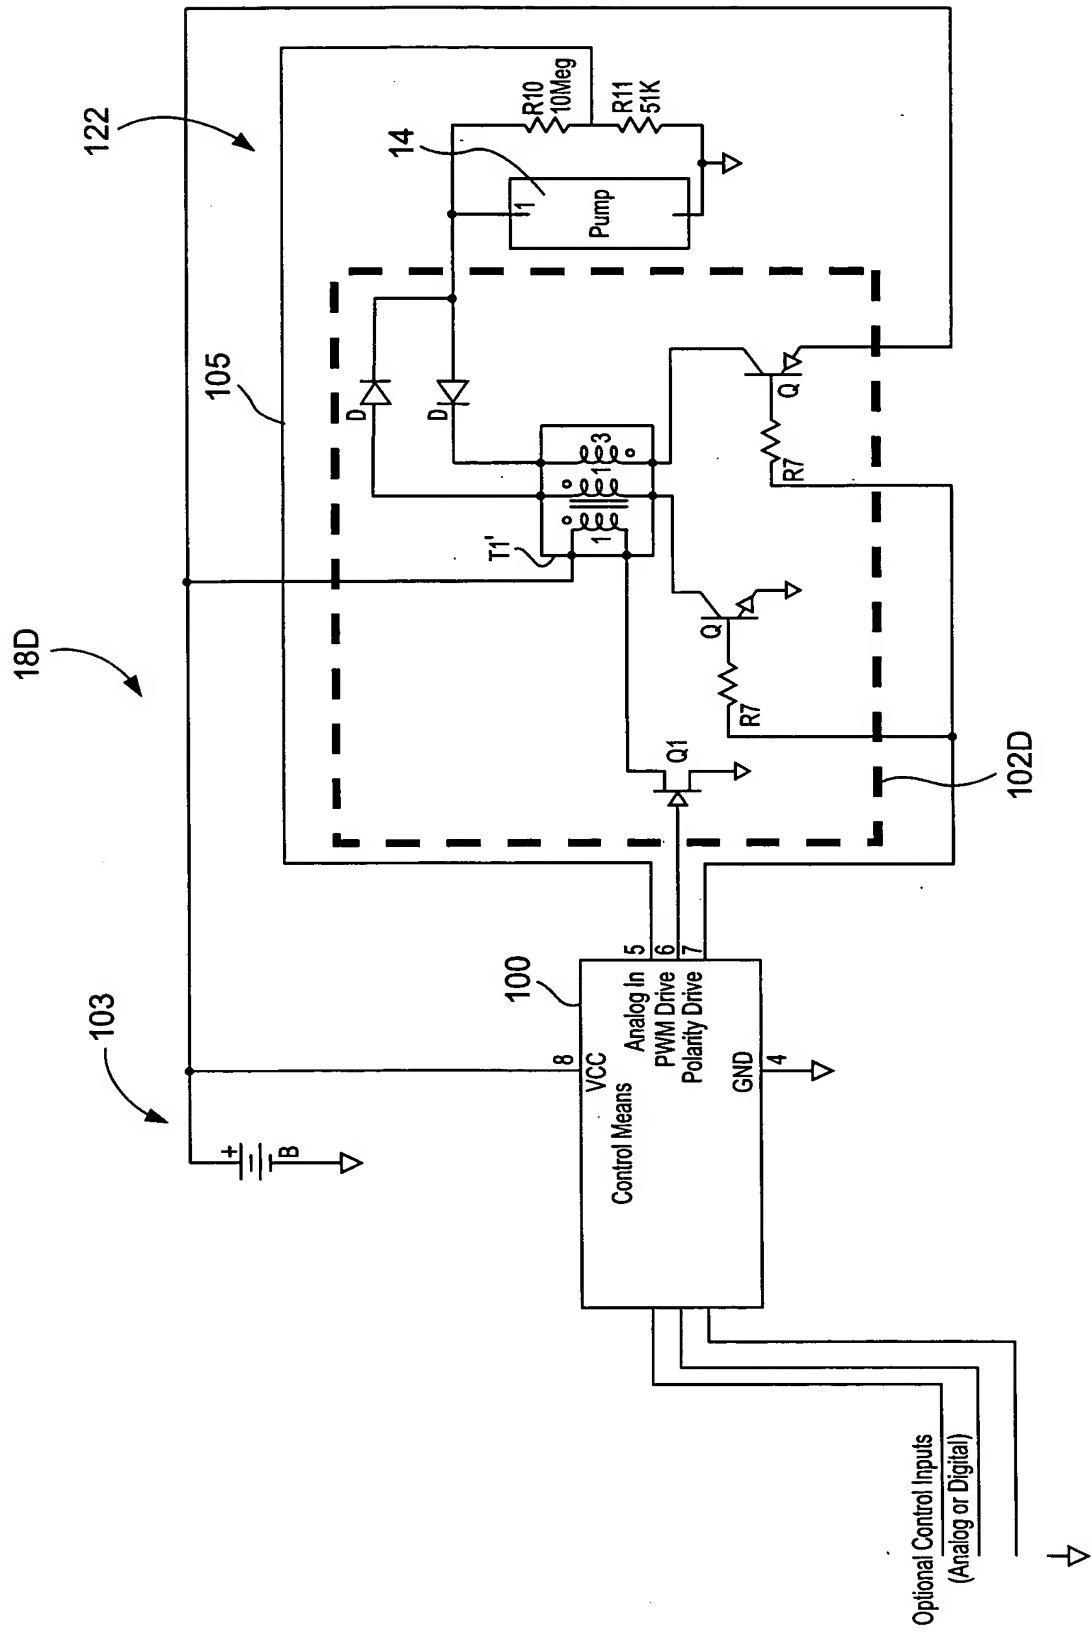 18D
103
122
105
R10
10Meg
R11
51K
14
1
Pump
D
D
T1'
1
1
3
Q
R7
Q
R7
Q1
102D
100
8
VCC
Control Means
Analog In
5
PWM Drive
6
Polarity Drive
7
GND
4
+
B
Optional Control Inputs
(Analog or Digital)